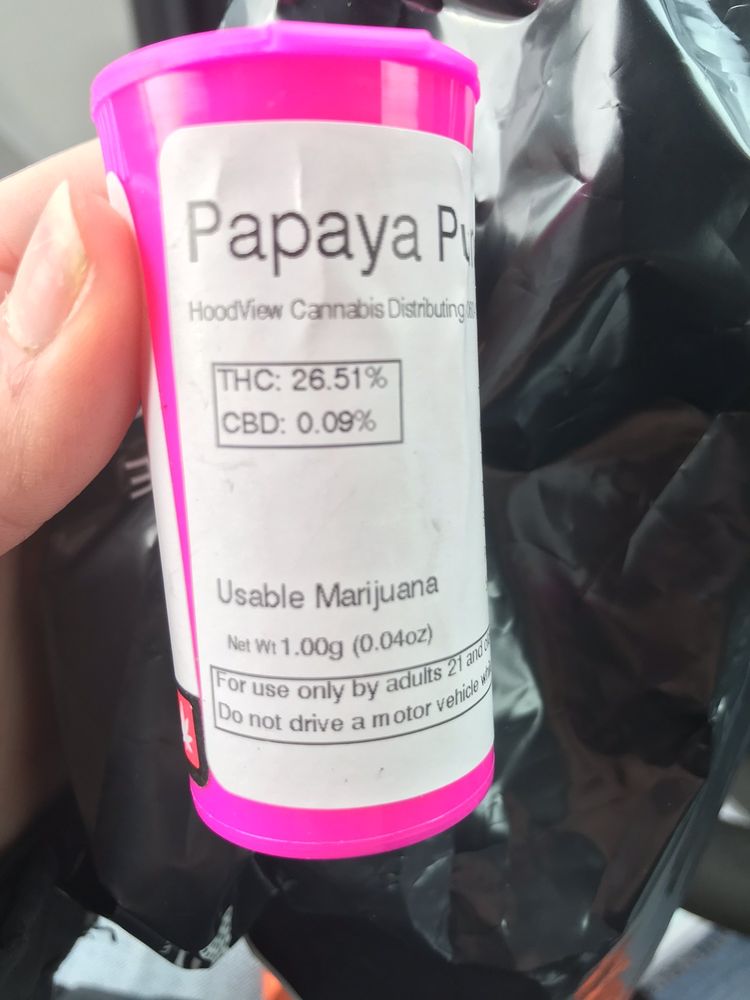 Papaya
HoodView Cannabis Distributing
THC: 26.51%
CBD: 0.09%
Usable Marijuana
Net Wt 1.00g (0.04oz)
For use only by adults 21 and
Do not drive a motor vehicle